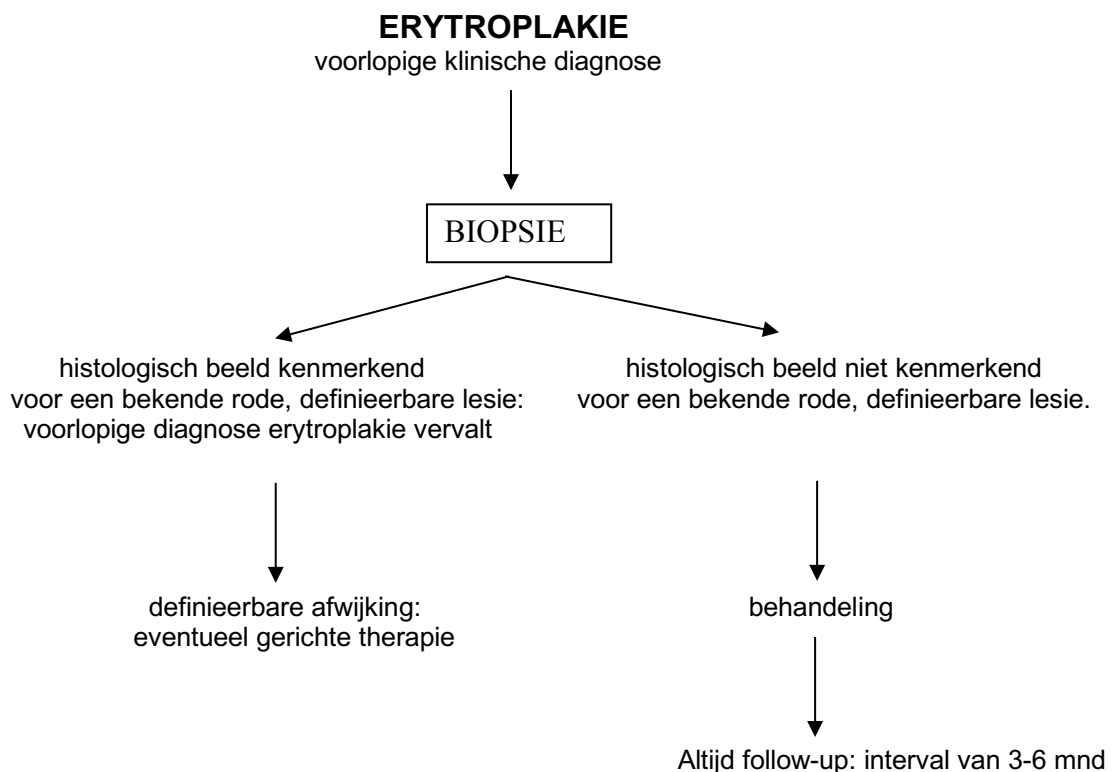 ERYTROPLAKIE
voorlopige klinische diagnose
BIOPSIE
histologisch beeld kenmerkend
voor een bekende rode, definieerbare lesie:
voorlopige diagnose erytroplakie vervalt
histologisch beeld niet kenmerkend
voor een bekende rode, definieerbare lesie.
definieerbare afwijking:
eventueel gerichte therapie
behandeling
Altijd follow-up: interval van 3-6 mnd